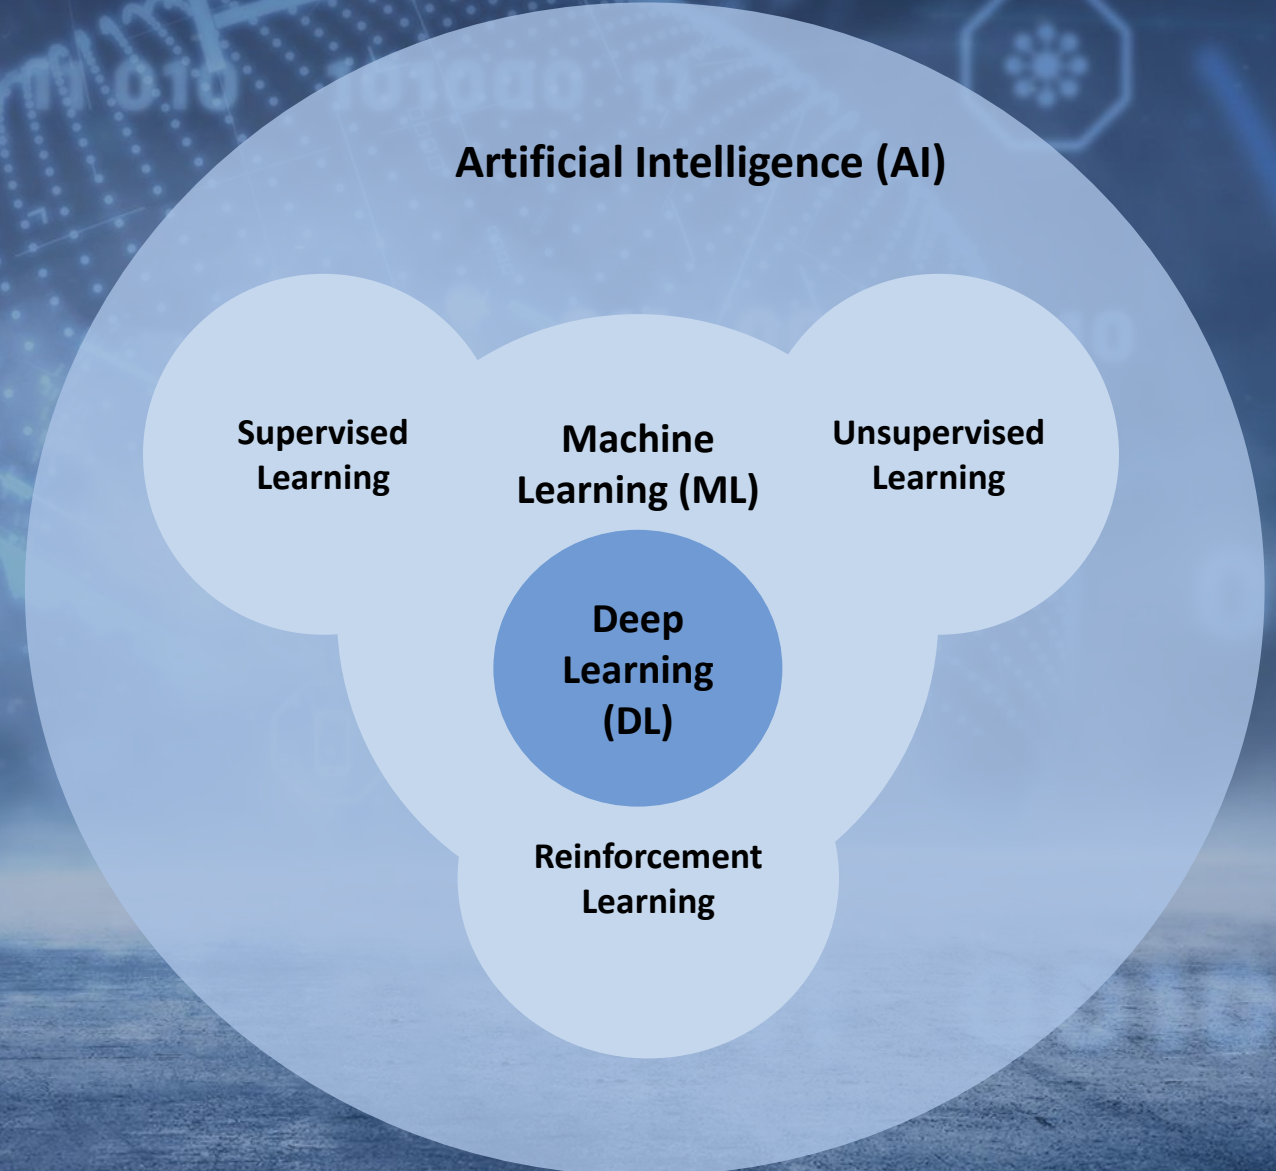 Artificial Intelligence (AI)
Supervised
Learning
Machine
Learning (ML)
Unsupervised
Learning
Deep
Learning
(DL)
Reinforcement
Learning